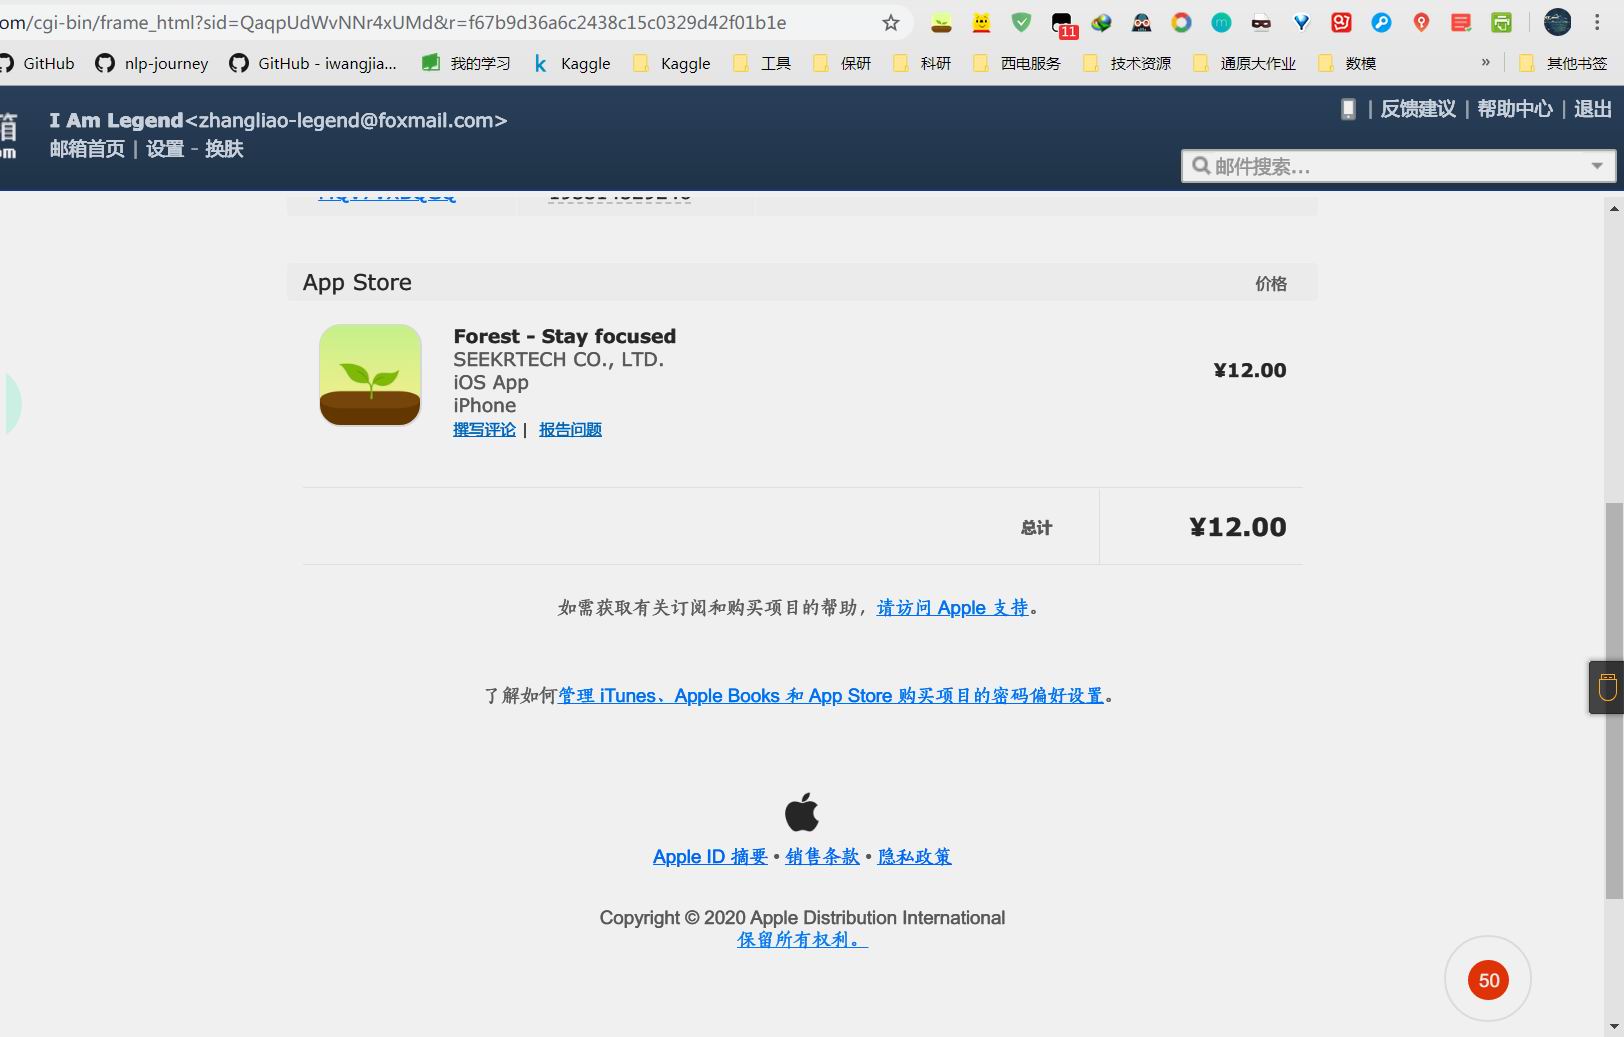 om/cgi-bin/frame_html?sid=QaqpUdWvNNr4xUMd&r=f67b9d36a6c2438c15c0329d42f01b1e
11
GitHub nlp-journey GitHub - iwangjia... 我的学习 Kaggle Kaggle 工具 保研 科研 西电服务 技术资源 通原大作业 数模 » 其他书签
箱 I Am Legend<zhangliao-legend@foxmail.com> | 反馈建议 | 帮助中心 | 退出
om 邮箱首页 | 设置 - 换肤
邮件搜索...
App Store 价格
Forest - Stay focused
SEEKRTECH CO., LTD.
¥12.00
iOS App
iPhone
撰写评论 | 报告问题
总计 ¥12.00
如需获取有关订阅和购买项目的帮助，请访问 Apple 支持。
了解如何管理 iTunes、Apple Books 和 App Store 购买项目的密码偏好设置。
Apple ID 摘要 • 销售条款 • 隐私政策
Copyright © 2020 Apple Distribution International
保留所有权利。
50